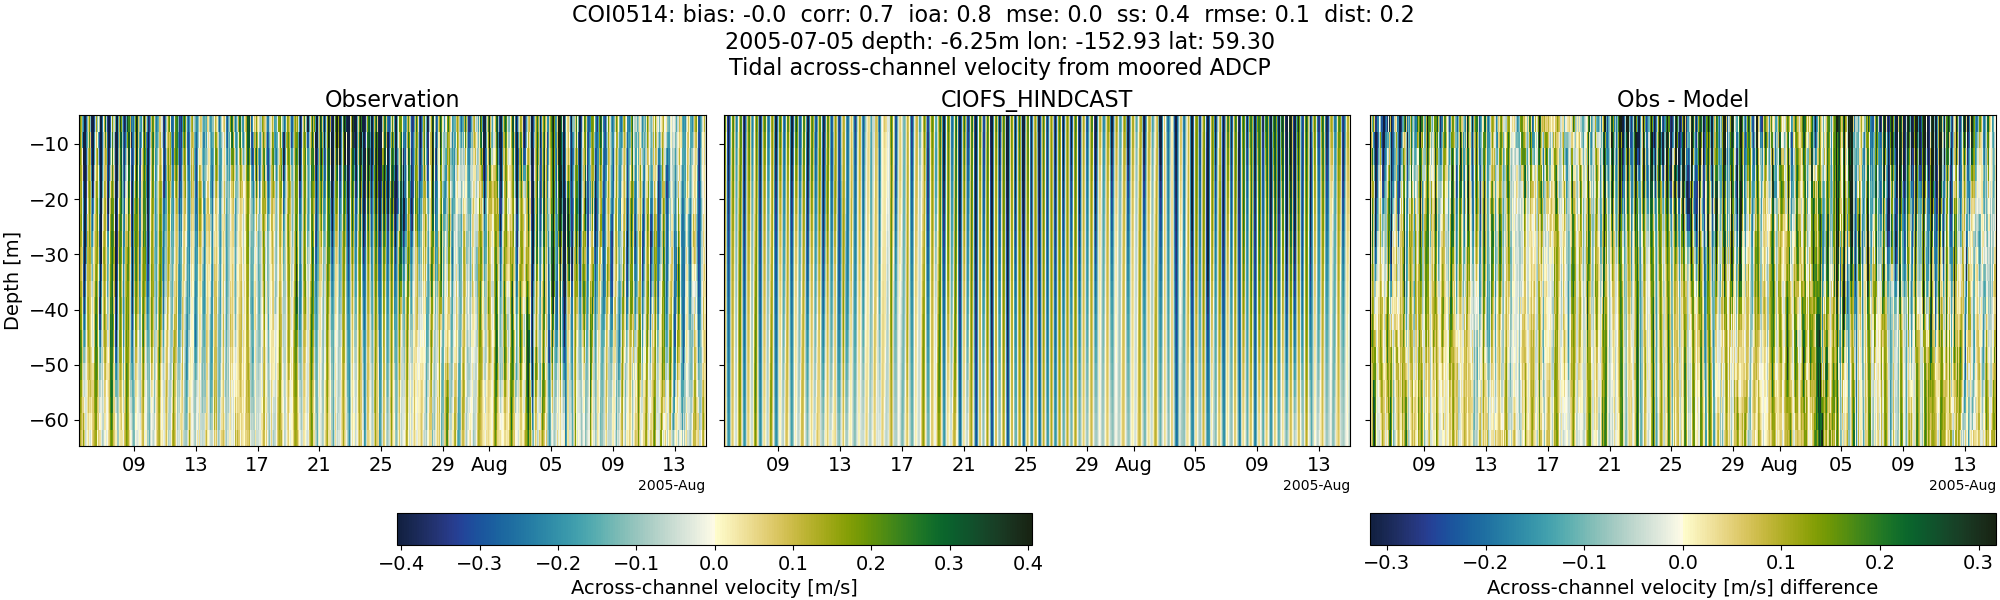 COI0514: bias: -0.0  corr: 0.7  ioa: 0.8  mse: 0.0  ss: 0.4  rmse: 0.1  dist: 0.2
2005-07-05 depth: -6.25m lon: -152.93 lat: 59.30
Tidal across-channel velocity from moored ADCP
Observation
CIOFS_HINDCAST
Obs - Model
Depth [m]
−10
−20
−30
−40
−50
−60
09 13 17 21 25 29 Aug 05 09 13
2005-Aug
09 13 17 21 25 29 Aug 05 09 13
2005-Aug
09 13 17 21 25 29 Aug 05 09 13
2005-Aug
−0.4 −0.3 −0.2 −0.1 0.0 0.1 0.2 0.3 0.4
Across-channel velocity [m/s]
−0.3 −0.2 −0.1 0.0 0.1 0.2 0.3
Across-channel velocity [m/s] difference